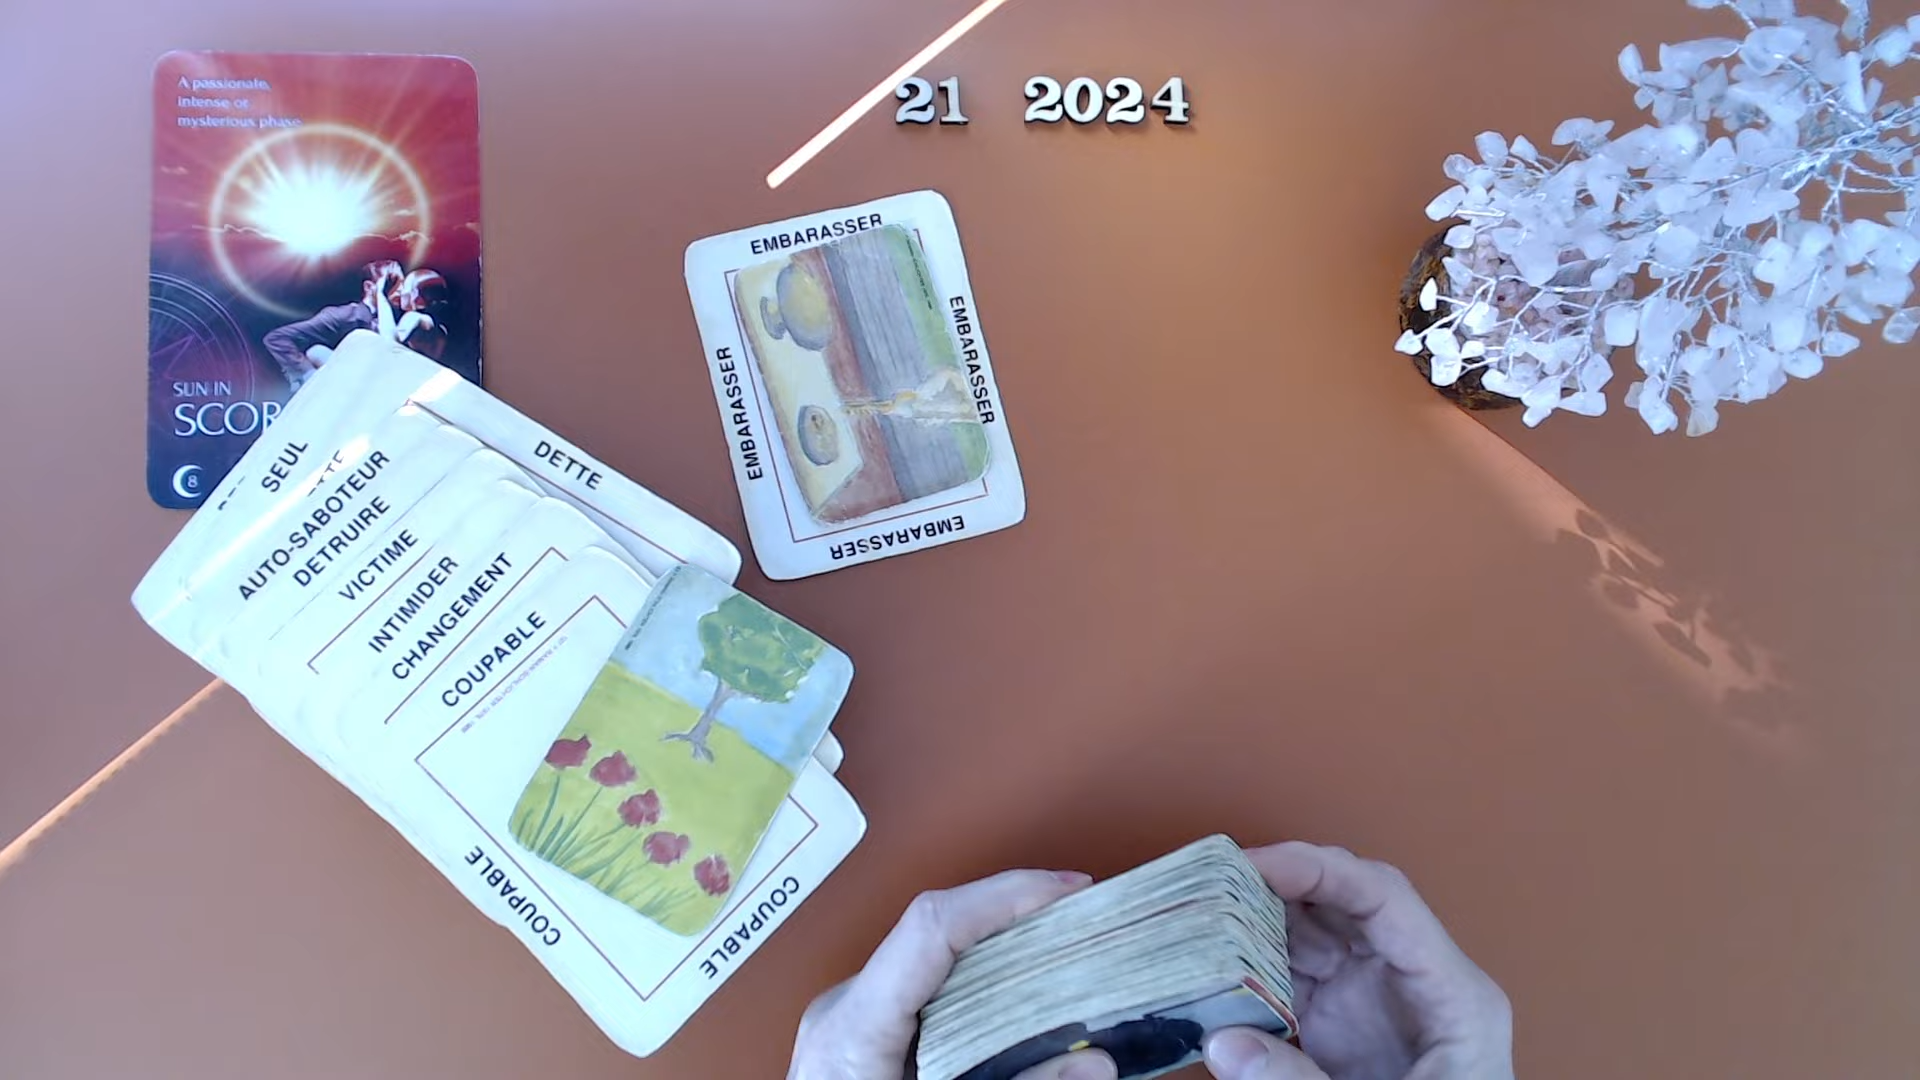 A passionate,
intense or
mysterious phase
SUN IN
SCOR
8
21 2024
EMBARASSER
EMBARASSER
EMBARASSER
EMBARASSER
SEUL
DETTE
AUTO-SABOTEUR
DETRUIRE
VICTIME
INTIMIDER
CHANGEMENT
COUPABLE
COUPABLE
COUPABLE